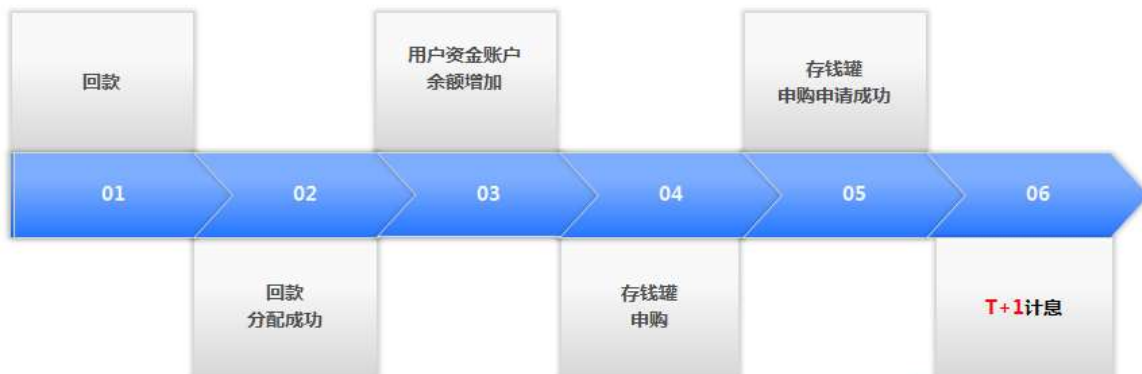 回款
用户资金账户
余额增加
存钱罐
申购申请成功
01
02
03
04
05
06
回款
分配成功
存钱罐
申购
T+1计息